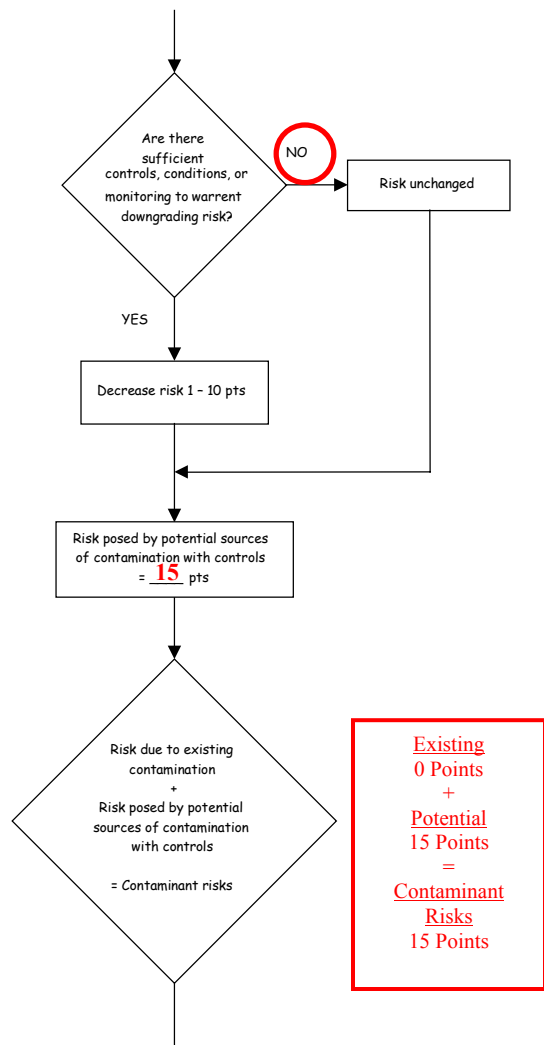 Are there
sufficient
controls, conditions, or
monitoring to warrent
downgrading risk?
NO
Risk unchanged
YES
Decrease risk 1 – 10 pts
Risk posed by potential sources
of contamination with controls
= 15 pts
Risk due to existing
contamination
+
Risk posed by potential
sources of contamination
with controls
= Contaminant risks
Existing
0 Points
+
Potential
15 Points
=
Contaminant
Risks
15 Points